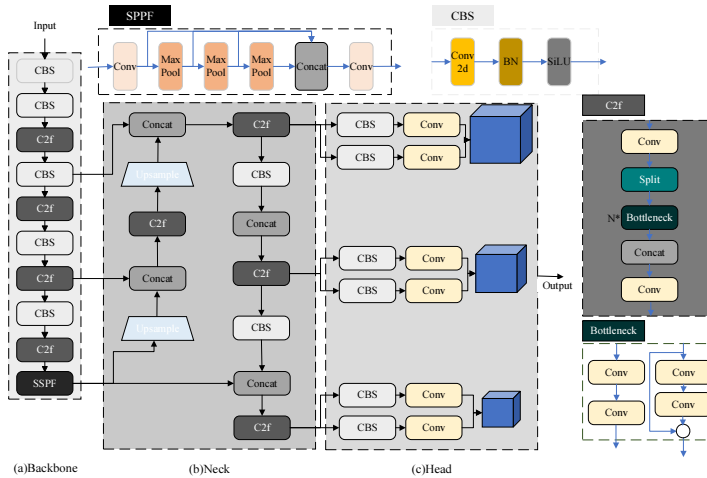 SPPF
CBS
Input
Conv
Max
Pool
Max
Pool
Max
Pool
Concat
Conv
Conv
2d
BN
SiLU
CBS
CBS
C2f
CBS
C2f
CBS
C2f
CBS
C2f
SSPF
Concat
Upsample
C2f
Concat
Upsample
C2f
CBS
Concat
C2f
CBS
Concat
C2f
CBS
Conv
CBS
Conv
CBS
Conv
CBS
Conv
CBS
Conv
CBS
Conv
Output
C2f
Conv
Split
N* Bottleneck
Concat
Conv
Bottleneck
Conv
Conv
Conv
Conv
(a)Backbone
(b)Neck
(c)Head